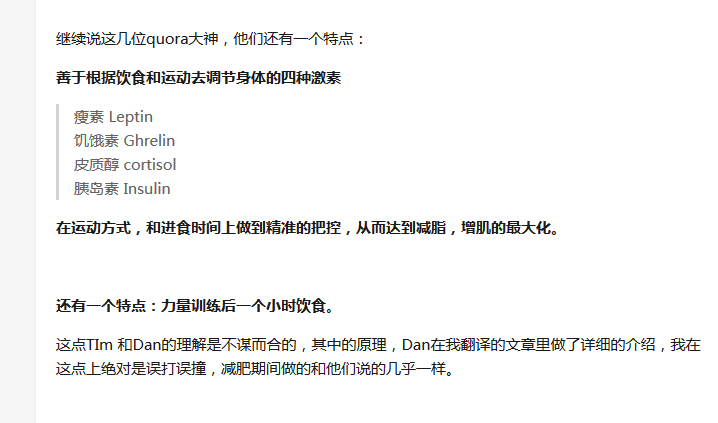 继续说这几位quora大神，他们还有一个特点：
善于根据饮食和运动去调节身体的四种激素
瘦素 Leptin
饥饿素 Ghrelin
皮质醇 cortisol
胰岛素 Insulin
在运动方式，和进食时间上做到精准的把控，从而达到减脂，增肌的最大化。
还有一个特点：力量训练后一个小时饮食。
这点TIm 和Dan的理解是不谋而合的，其中的原理，Dan在我翻译的文章里做了详细的介绍，我在
这点上绝对是误打误撞，减肥期间做的和他们说的几乎一样。